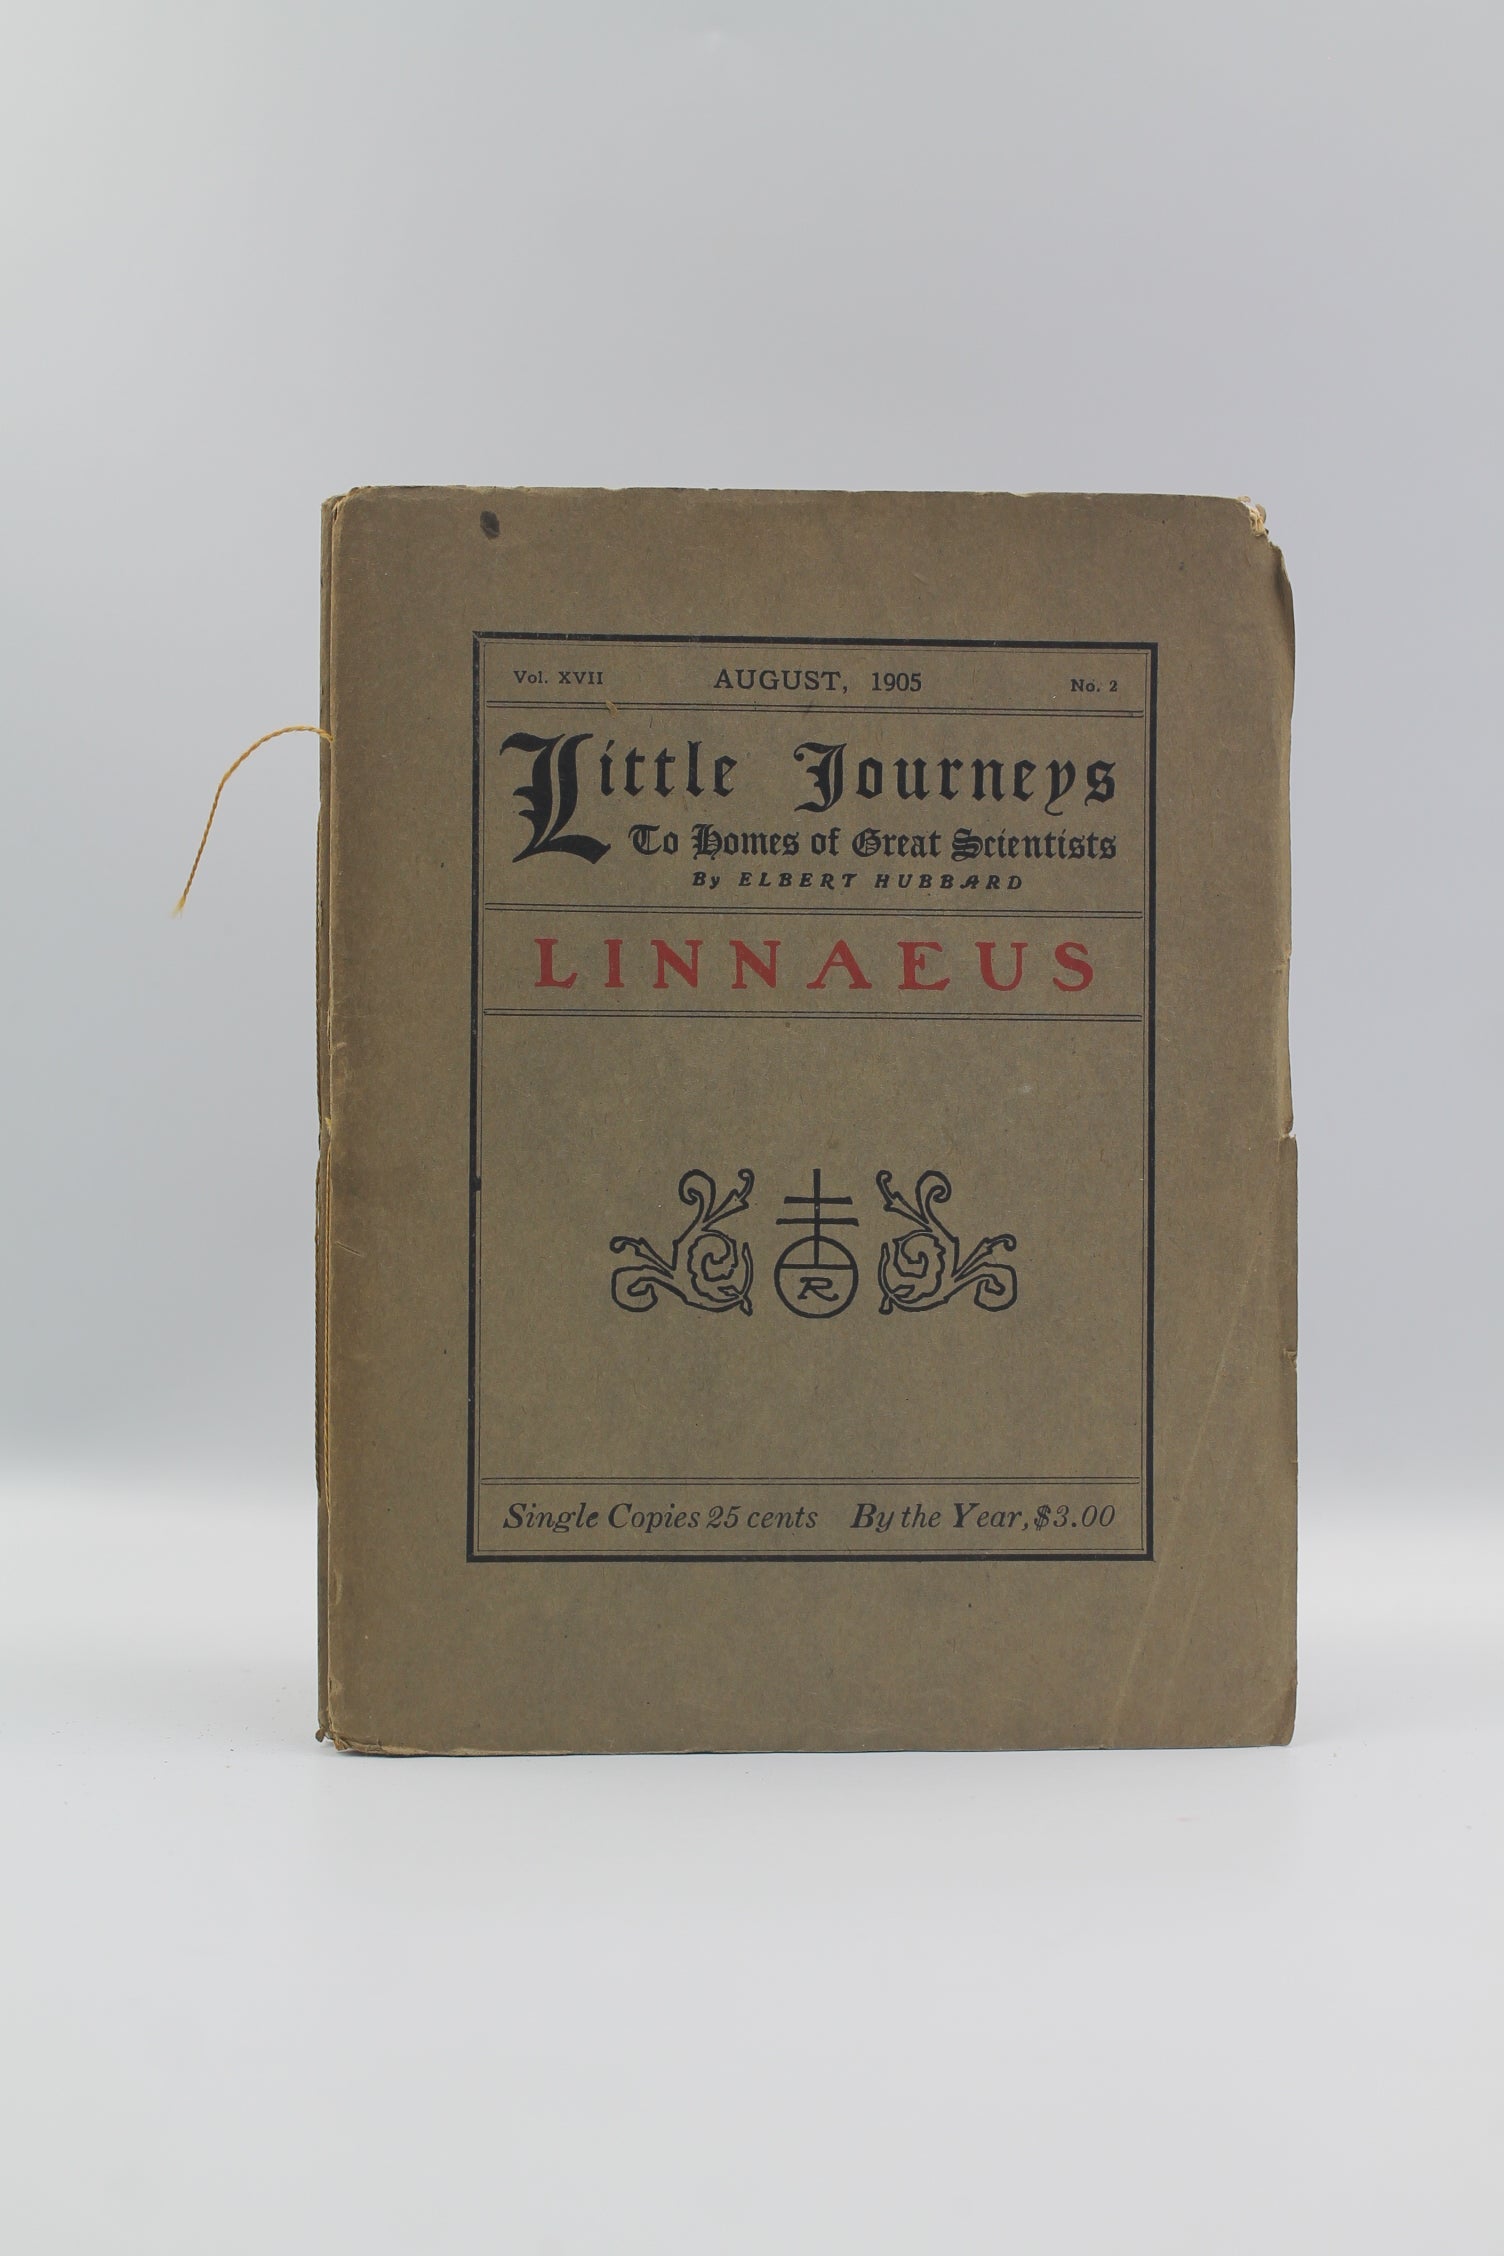 Vol. XVII AUGUST, 1905 No. 2
Little Journeys
To Homes of Great Scientists
By ELBERT HUBBARD
LINNAEUS
R
Single Copies 25 cents By the Year, $3.00